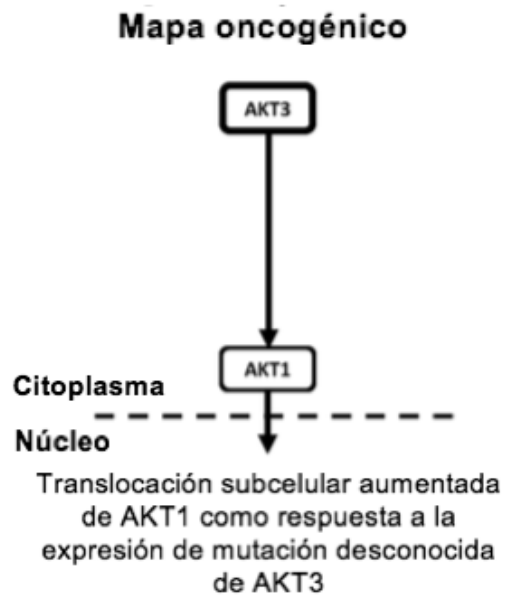 Mapa oncogénico
AKT3
AKT1
Citoplasma
Núcleo
Translocación subcelular aumentada
de AKT1 como respuesta a la
expresión de mutación desconocida
de AKT3